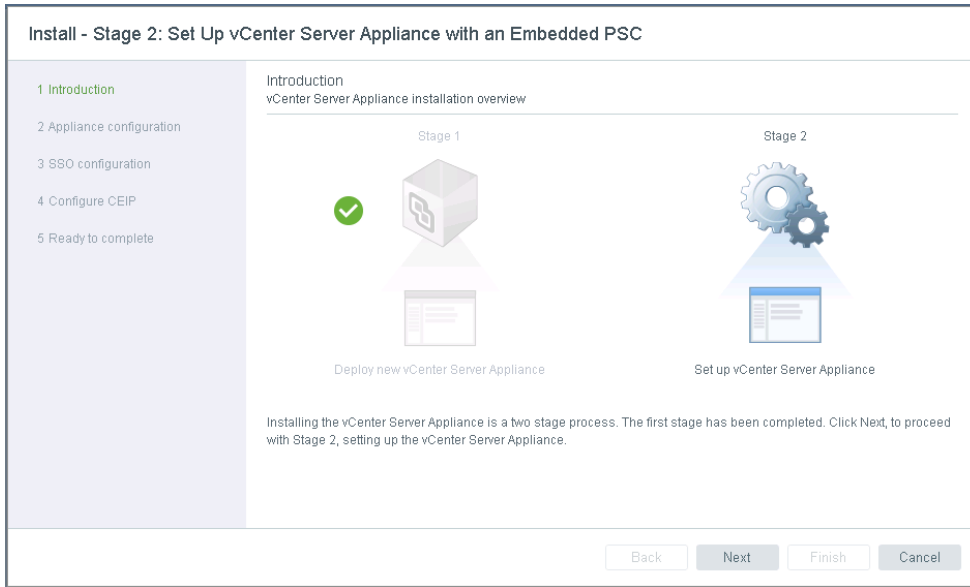 Install - Stage 2: Set Up vCenter Server Appliance with an Embedded PSC
1 Introduction
2 Appliance configuration
3 SSO configuration
4 Configure CEIP
5 Ready to complete
Introduction
vCenter Server Appliance installation overview
Stage 1
Stage 2
Deploy new vCenter Server Appliance
Set up vCenter Server Appliance
Installing the vCenter Server Appliance is a two stage process. The first stage has been completed. Click Next, to proceed
with Stage 2, setting up the vCenter Server Appliance.
Back
Next
Finish
Cancel